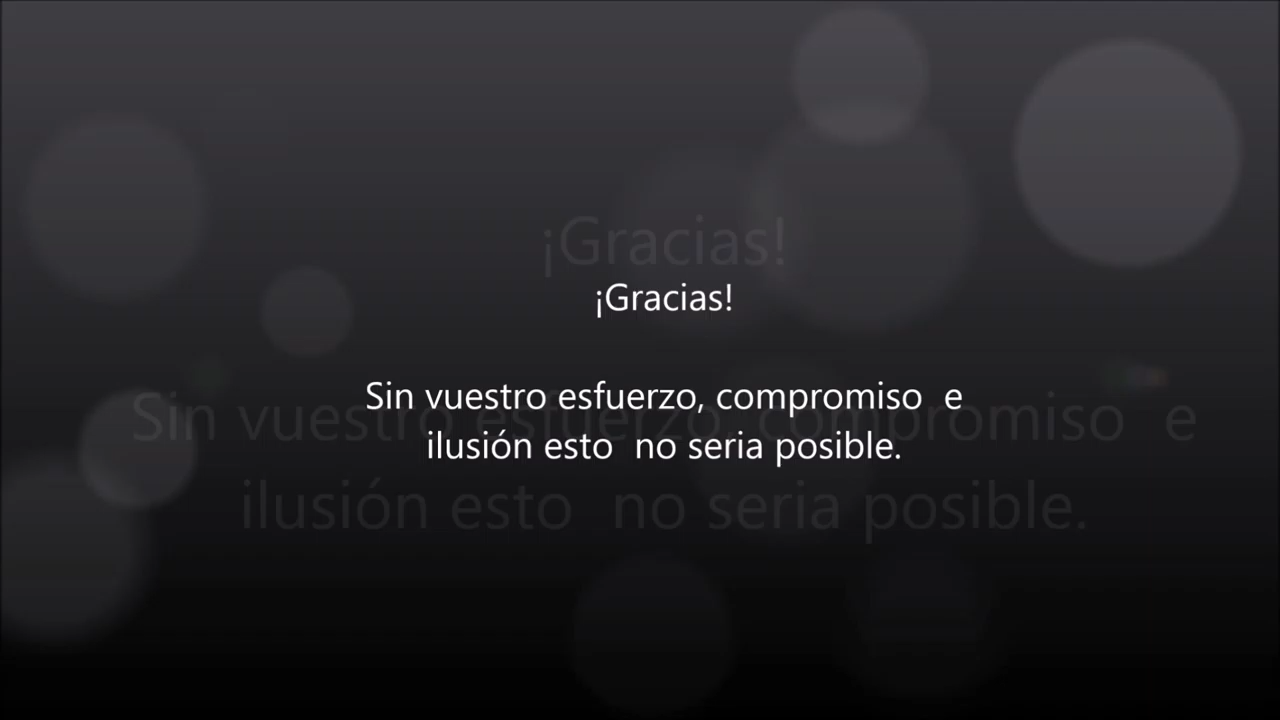 ¡Gracias!
Sin vuestro esfuerzo, compromiso  e
ilusión esto  no seria posible.